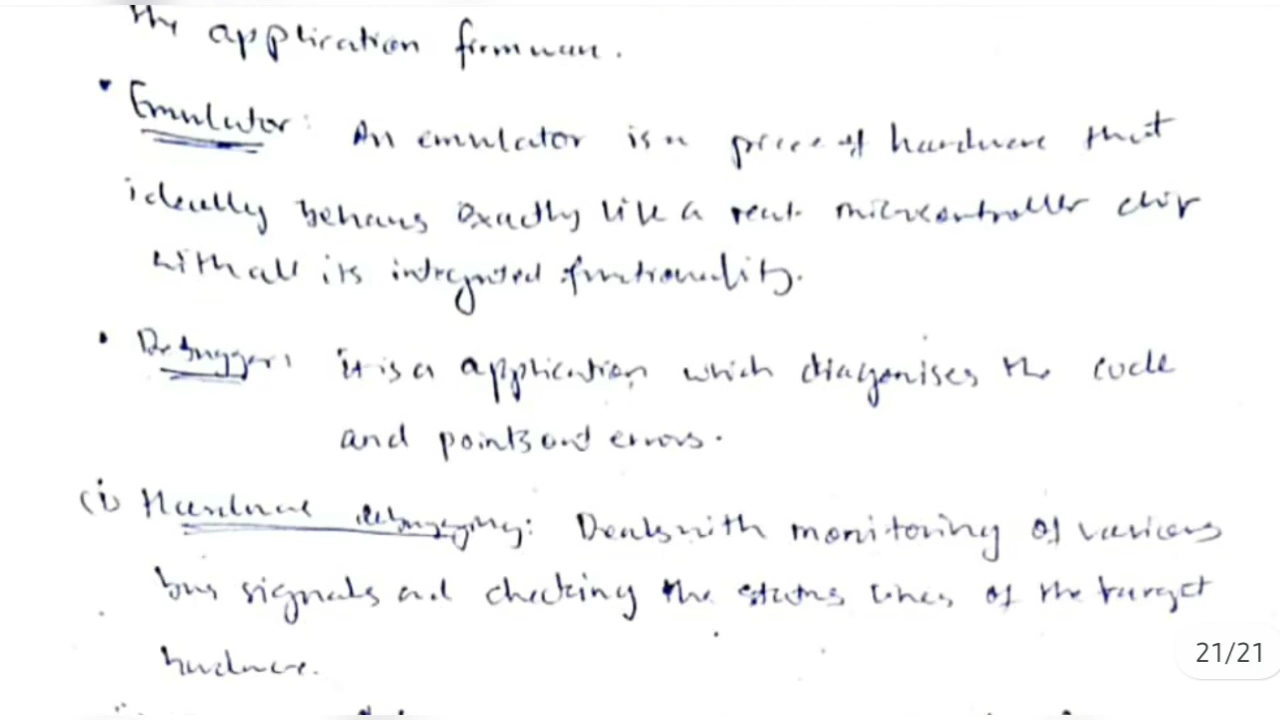 the application firmware.
• Emulator: An emulator is a piece of hardware that
ideally behaves exactly like a real microcontroller chip
with all its integrated functionality.
• Debugger: it is a application which diagonises the code
and points out errors.
(i) Hardware debugging: Deals with monitoring of various
bus signals and checking the status lines of the target
hardware.
21/21